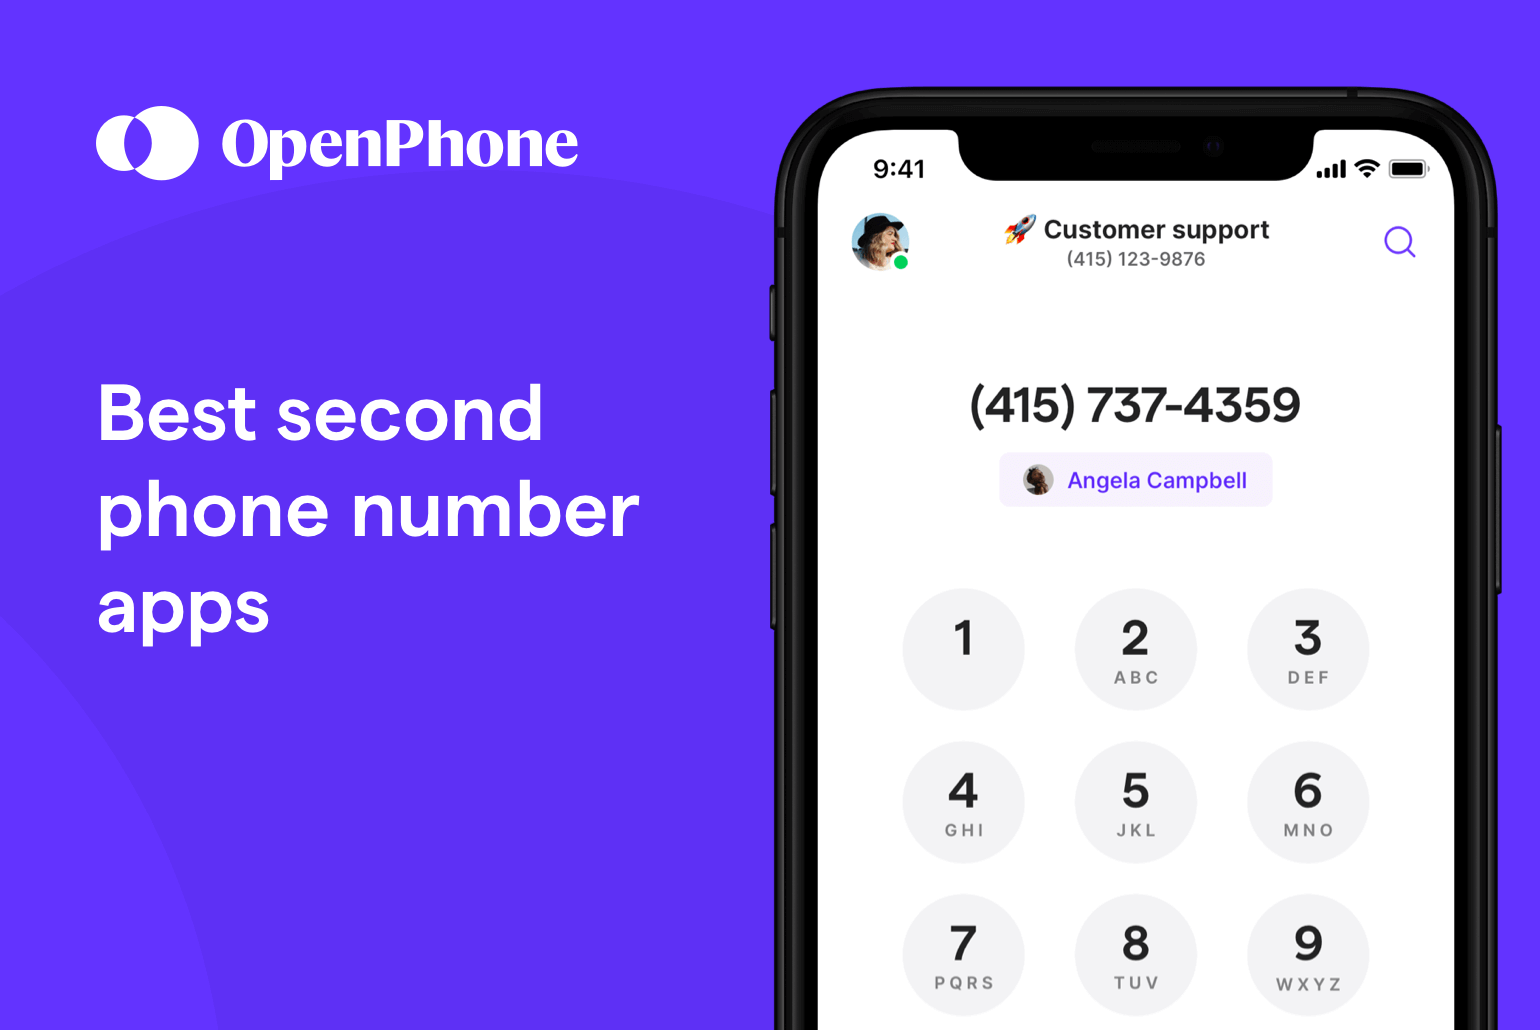 OpenPhone
Best second
phone number
apps
9:41
🚀 Customer support
(415) 123-9876
(415) 737-4359
Angela Campbell
1 2 3
ABC DEF
4 5 6
GHI JKL MNO
7 8 9
PQRS TUV WXYZ